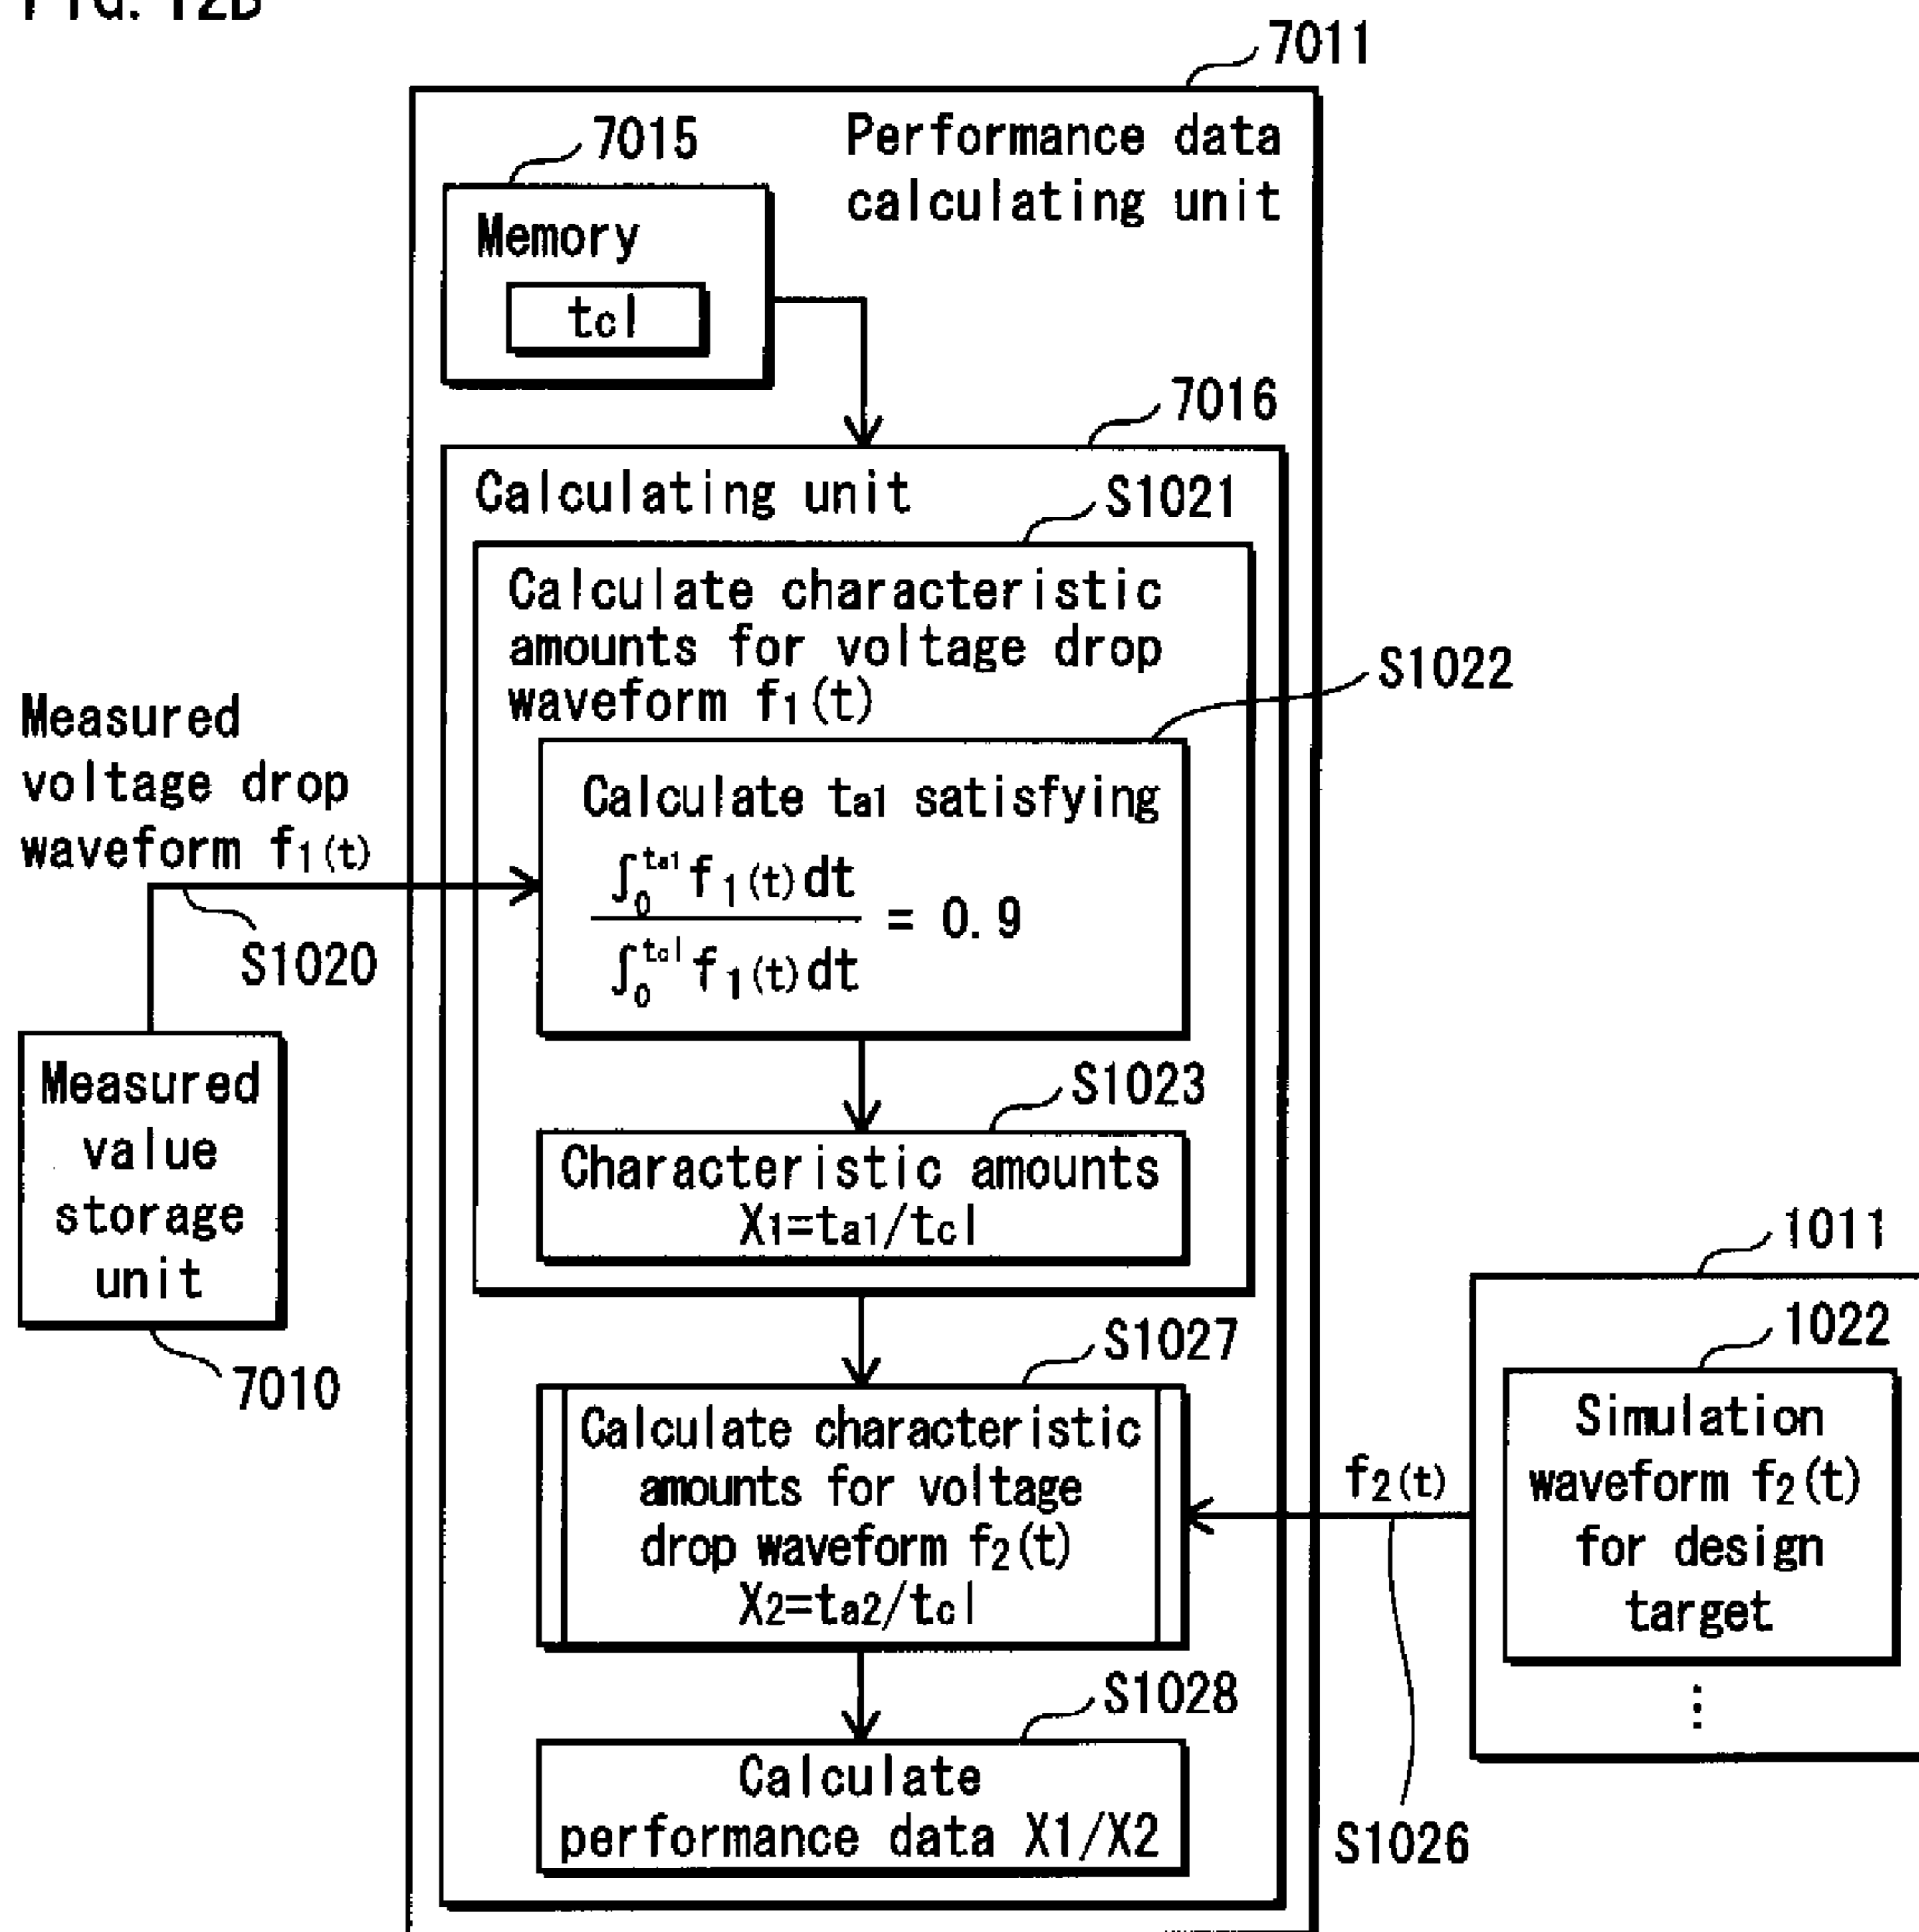 FIG. 12B
7011
Performance data
calculating unit
7015
Memory
tcl
7016
Calculating unit
S1021
Calculate characteristic
amounts for voltage drop
waveform f1(t)
S1022
Calculate ta1 satisfying
∫0^ta1 f1(t)dt
∫0^tcl f1(t)dt
= 0.9
Measured
voltage drop
waveform f1(t)
S1020
Measured
value
storage
unit
7010
S1023
Characteristic amounts
X1=ta1/tcl
S1027
Calculate characteristic
amounts for voltage
drop waveform f2(t)
X2=ta2/tcl
f2(t)
S1026
1011
1022
Simulation
waveform f2(t)
for design
target
⋮
S1028
Calculate
performance data X1/X2